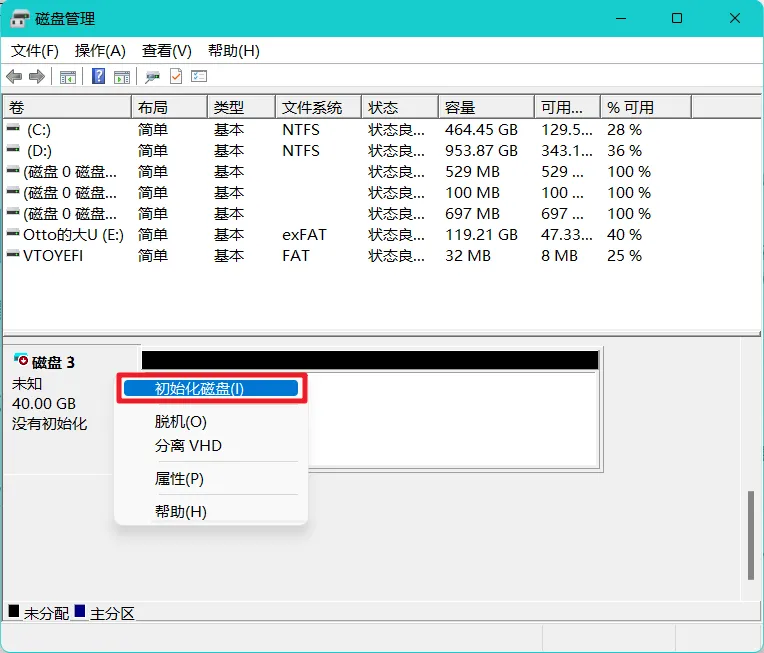 磁盘管理
文件(F) 操作(A) 查看(V) 帮助(H)
卷 布局 类型 文件系统 状态 容量 可用... % 可用
(C:) 简单 基本 NTFS 状态良... 464.45 GB 129.5... 28 %
(D:) 简单 基本 NTFS 状态良... 953.87 GB 343.1... 36 %
(磁盘 0 磁盘... 简单 基本 状态良... 529 MB 529 ... 100 %
(磁盘 0 磁盘... 简单 基本 状态良... 100 MB 100 ... 100 %
(磁盘 0 磁盘... 简单 基本 状态良... 697 MB 697 ... 100 %
Otto的大U (E:) 简单 基本 exFAT 状态良... 119.21 GB 47.33... 40 %
VTOYEFI 简单 基本 FAT 状态良... 32 MB 8 MB 25 %
磁盘 3
未知
40.00 GB
没有初始化
初始化磁盘(I)
脱机(O)
分离 VHD
属性(P)
帮助(H)
未分配 主分区